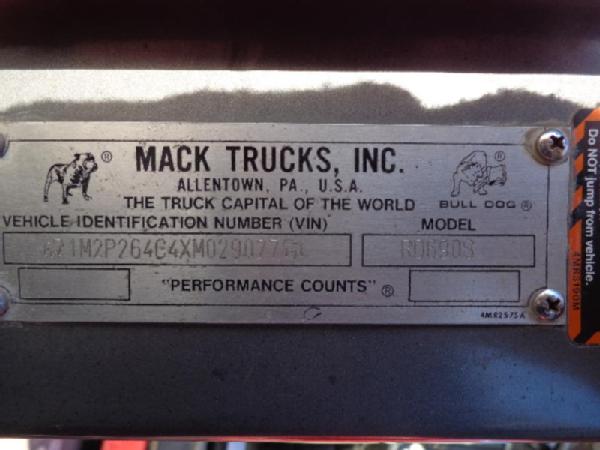 MACK TRUCKS, INC.
ALLENTOWN, PA., U.S.A.
THE TRUCK CAPITAL OF THE WORLD
BULL DOG ®
VEHICLE IDENTIFICATION NUMBER (VIN)
MODEL
RD690S
"PERFORMANCE COUNTS" ®
4MR2573A
Do NOT jump from vehicle.